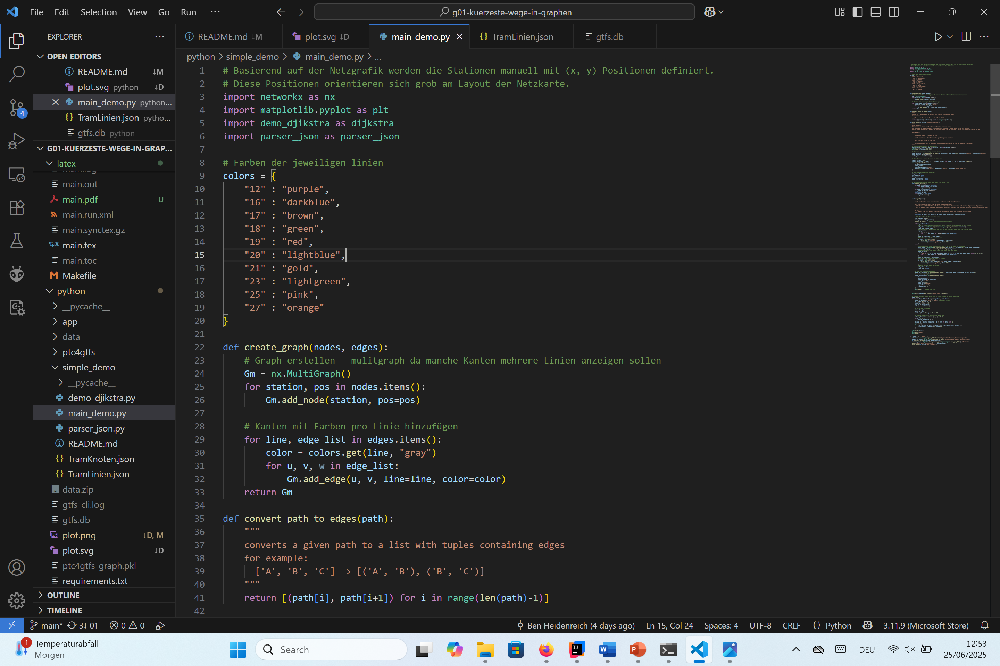 File Edit Selection View Go Run ··· g01-kuerzeste-wege-in-graphen
EXPLORER ···
README.md ↓M plot.svg ↓D main_demo.py TramLinien.json gtfs.db
OPEN EDITORS
README.md ↓M
plot.svg python ↓D
main_demo.py python...
TramLinien.json pytho...
gtfs.db python
G01-KUERZESTE-WEGE-IN-GRAP...
latex
main.log
main.out
main.pdf U
main.run.xml
main.synctex.gz
main.tex
main.toc
Makefile
python
__pycache__
app
data
ptc4gtfs
simple_demo
__pycache__
demo_djikstra.py
main_demo.py
parser_json.py
README.md
TramKnoten.json
TramLinien.json
data.zip
gtfs_cli.log
gtfs.db
plot.png ↓D, M
plot.svg ↓D
ptc4gtfs_graph.pkl
requirements.txt
OUTLINE
TIMELINE
4
python > simple_demo > main_demo.py > ...
1 # Basierend auf der Netzgrafik werden die Stationen manuell mit (x, y) Positionen definiert.
2 # Diese Positionen orientieren sich grob am Layout der Netzkarte.
3 import networkx as nx
4 import matplotlib.pyplot as plt
5 import demo_djikstra as dijkstra
6 import parser_json as parser_json
7
8 # Farben der jeweiligen linien
9 colors = {
10 "12" : "purple",
11 "16" : "darkblue",
12 "17" : "brown",
13 "18" : "green",
14 "19" : "red",
15 "20" : "lightblue",
16 "21" : "gold",
17 "23" : "lightgreen",
18 "25" : "pink",
19 "27" : "orange"
20 }
21
22 def create_graph(nodes, edges):
23 # Graph erstellen - mulitgraph da manche Kanten mehrere Linien anzeigen sollen
24 Gm = nx.MultiGraph()
25 for station, pos in nodes.items():
26 Gm.add_node(station, pos=pos)
27
28 # Kanten mit Farben pro Linie hinzufügen
29 for line, edge_list in edges.items():
30 color = colors.get(line, "gray")
31 for u, v, w in edge_list:
32 Gm.add_edge(u, v, line=line, color=color)
33 return Gm
34
35 def convert_path_to_edges(path):
36 """
37 converts a given path to a list with tuples containing edges
38 for example:
39 ['A', 'B', 'C'] -> [('A', 'B'), ('B', 'C')]
40 """
41 return [(path[i], path[i+1]) for i in range(len(path)-1)]
42
main* 3↓ 0↑ 0 0 Ben Heidenreich (4 days ago) Ln 15, Col 24 Spaces: 4 UTF-8 CRLF {} Python 3.11.9 (Microsoft Store)
1 Temperaturabfall
Morgen
Search
DEU
12:53
25/06/2025